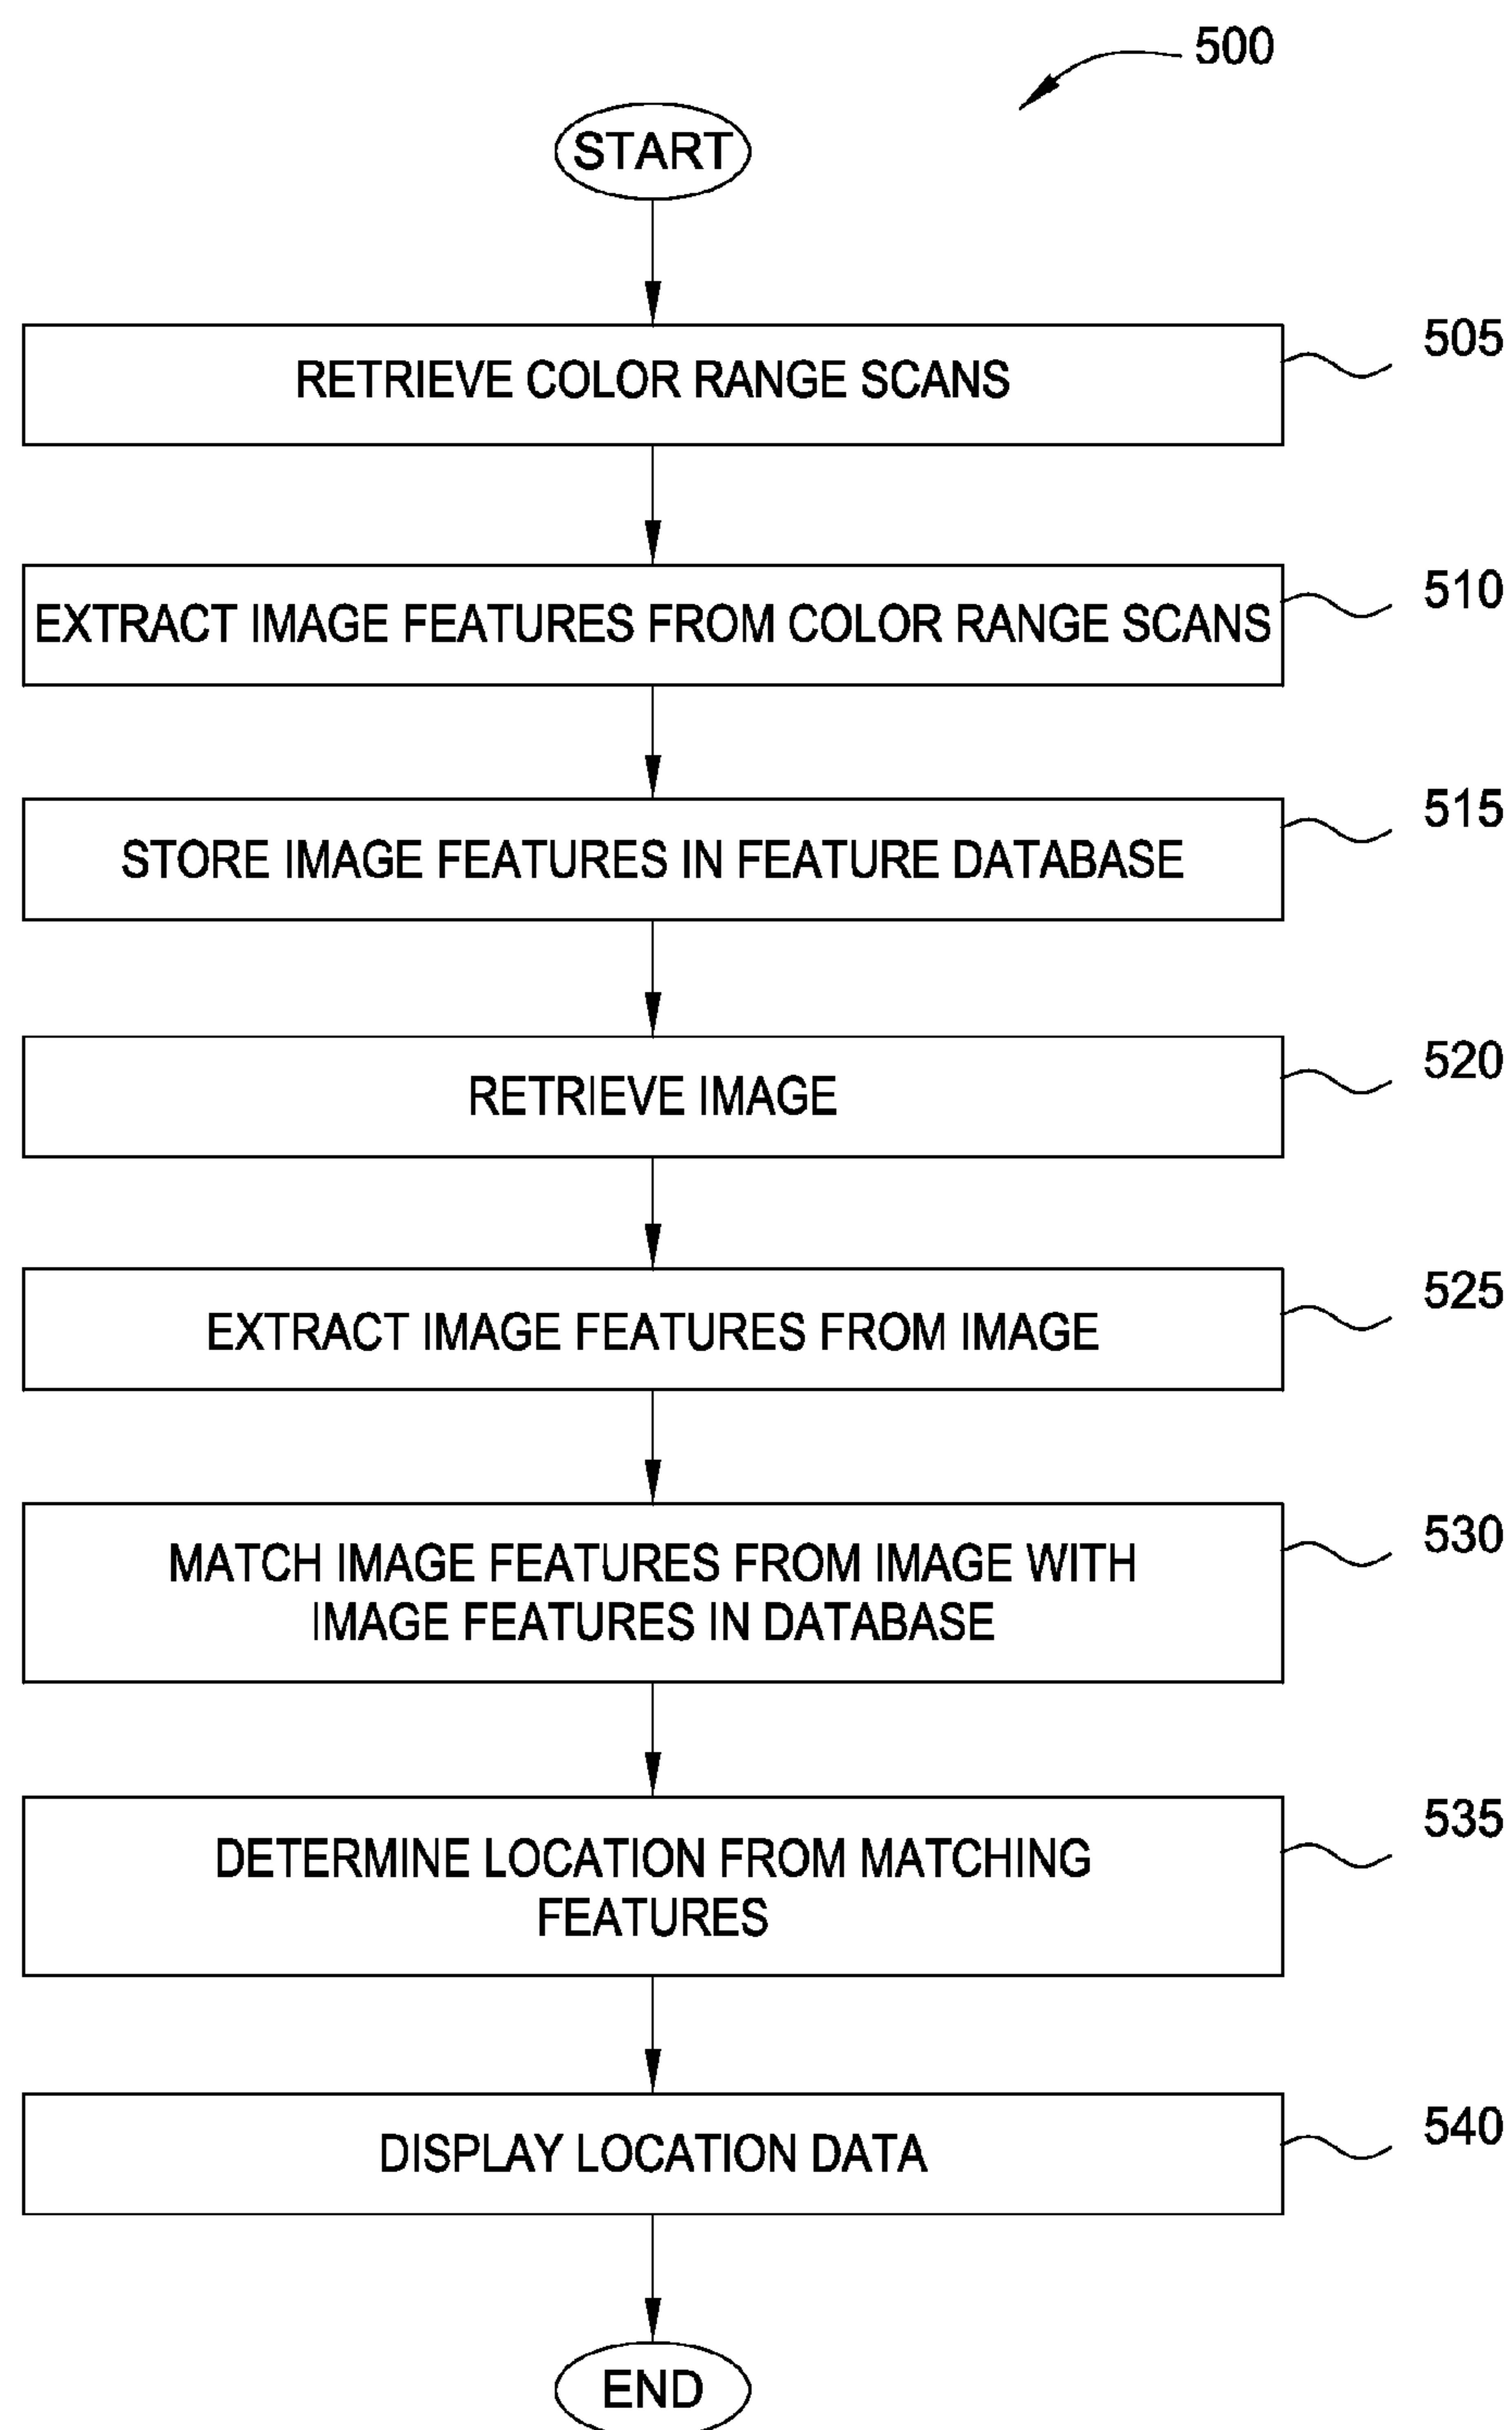 500
START
RETRIEVE COLOR RANGE SCANS
505
EXTRACT IMAGE FEATURES FROM COLOR RANGE SCANS
510
STORE IMAGE FEATURES IN FEATURE DATABASE
515
RETRIEVE IMAGE
520
EXTRACT IMAGE FEATURES FROM IMAGE
525
MATCH IMAGE FEATURES FROM IMAGE WITH
IMAGE FEATURES IN DATABASE
530
DETERMINE LOCATION FROM MATCHING
FEATURES
535
DISPLAY LOCATION DATA
540
END